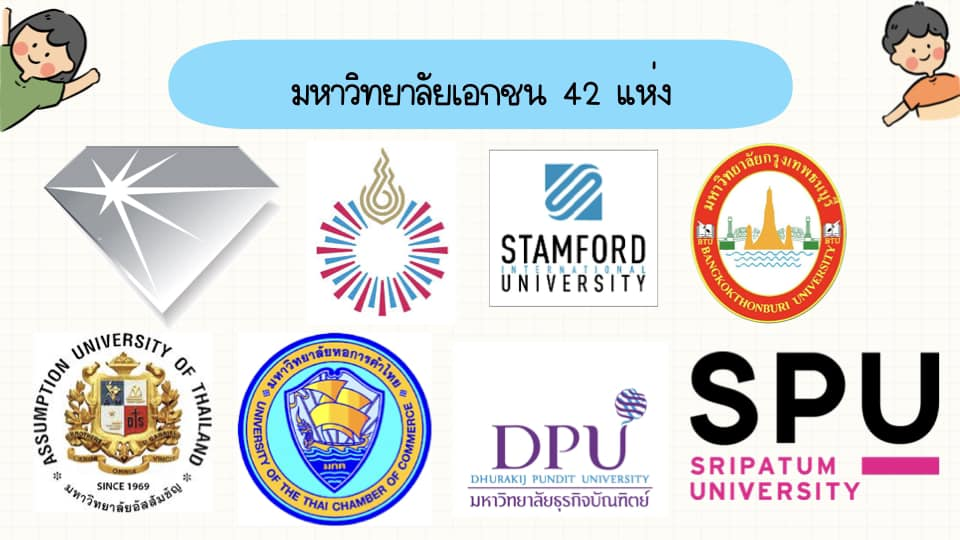 มหาวิทยาลัยเอกชน 42 แห่ง
STAMFORD
INTERNATIONAL
UNIVERSITY
มหาวิทยาลัยกรุงเทพธนบุรี
BTU
BTU
BANGKOKTHONBURI UNIVERSITY
ASSUMPTION UNIVERSITY OF THAILAND
DS
SINCE 1969
มหาวิทยาลัยอัสสัมชัญ
มหาวิทยาลัยหอการค้าไทย
มกค
UNIVERSITY OF THE THAI CHAMBER OF COMMERCE
DPU
DHURAKIJ PUNDIT UNIVERSITY
มหาวิทยาลัยธุรกิจบัณฑิตย์
SPU
SRIPATUM
UNIVERSITY